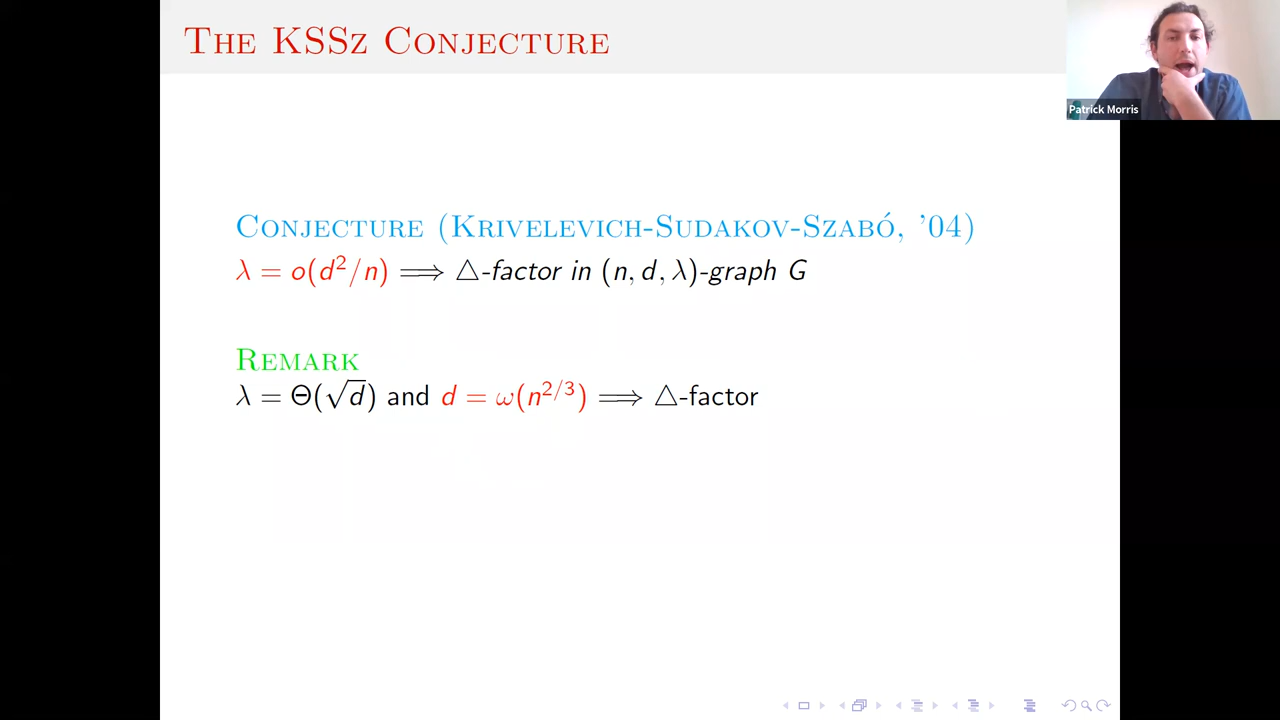 The KSSz Conjecture
Patrick Morris
Conjecture (Krivelevich-Sudakov-Szabó, ’04)
λ = o(d²/n) ⟹ △-factor in (n, d, λ)-graph G
Remark
λ = Θ(√d) and d = ω(n^{2/3}) ⟹ △-factor